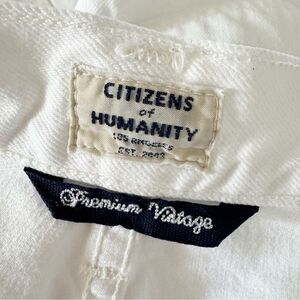 CITIZENS
of
HUMANITY
LOS ANGELES
EST. 2003
Premium Vintage